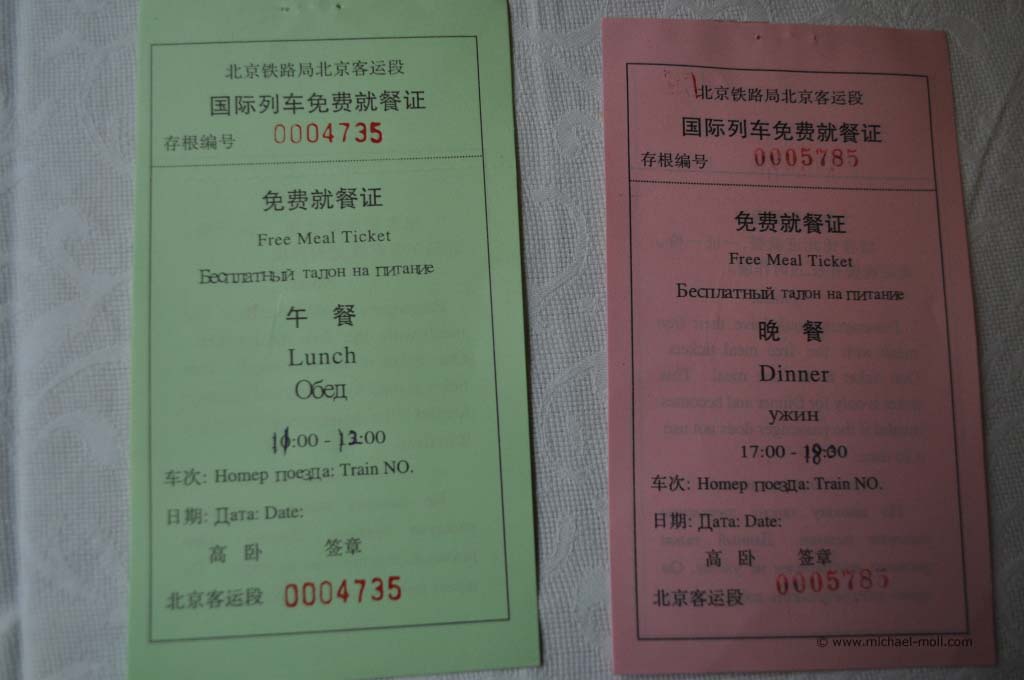 北京铁路局北京客运段
国际列车免费就餐证
存根编号 0004735
免费就餐证
Free Meal Ticket
Бесплатный талон на питание
午 餐
Lunch
Обед
:00 - 12:00
车次: Номер поезда: Train NO.
日期: Дата: Date:
高 卧 签章
北京客运段 0004735
北京铁路局北京客运段
国际列车免费就餐证
存根编号 0005785
免费就餐证
Free Meal Ticket
Бесплатный талон на питание
晚 餐
Dinner
ужин
17:00 -
车次: Номер поезда: Train NO.
日期: Дата: Date:
高 卧 签章
北京客运段 0005785
© www.michael-moll.com